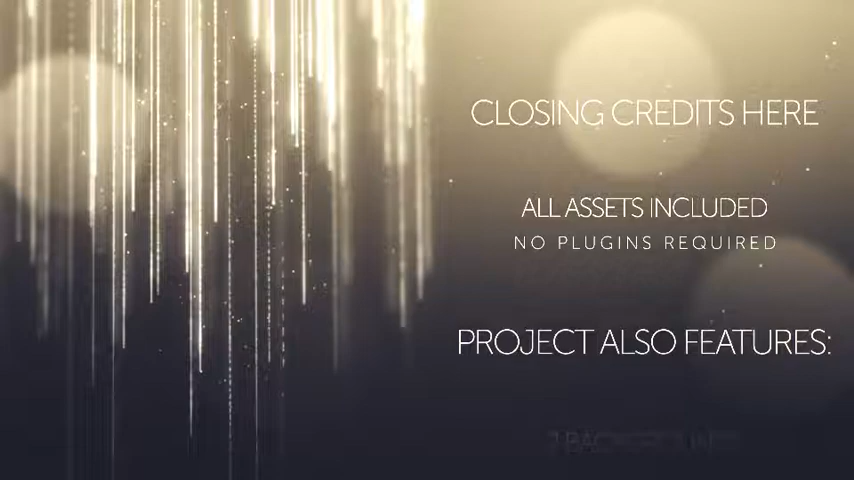 CLOSING CREDITS HERE
ALL ASSETS INCLUDED
NO PLUGINS REQUIRED
PROJECT ALSO FEATURES: